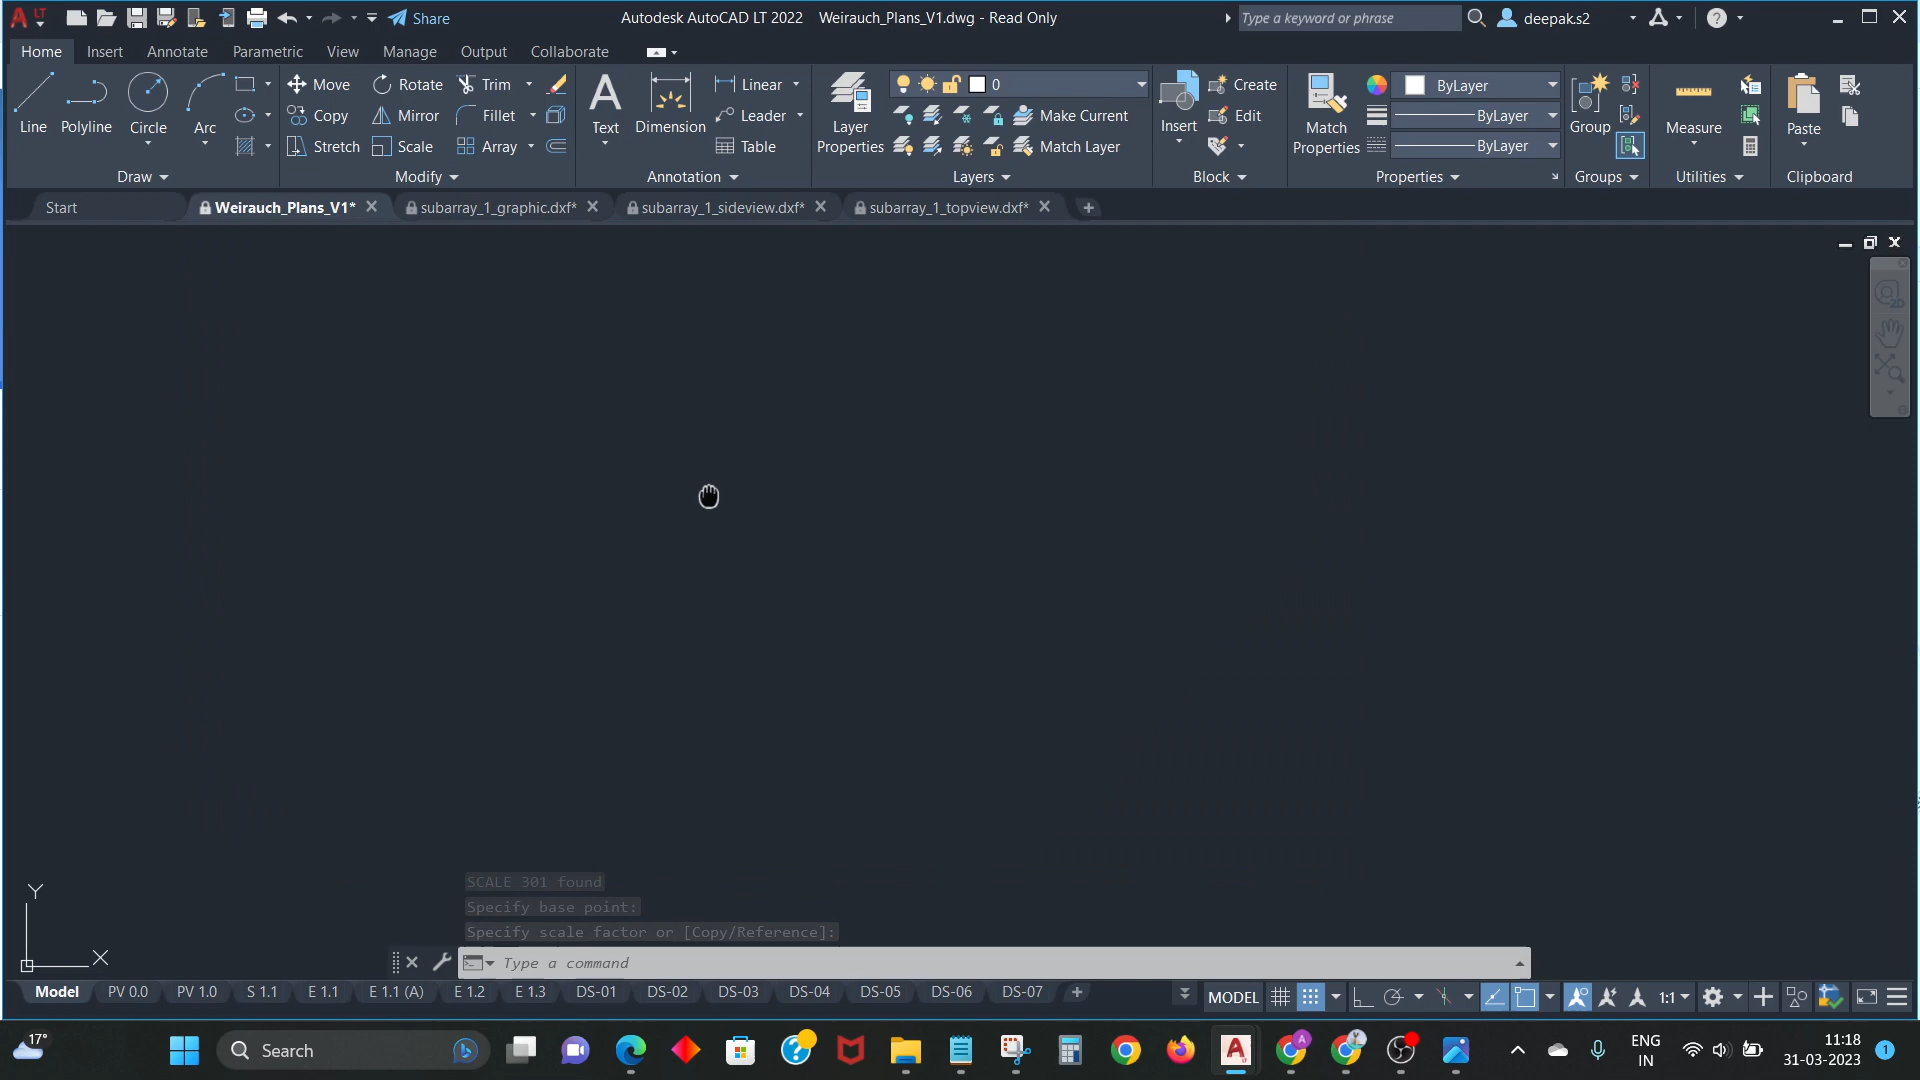 LT Share Autodesk AutoCAD LT 2022 Weirauch_Plans_V1.dwg - Read Only Type a keyword or phrase deepak.s2
Home Insert Annotate Parametric View Manage Output Collaborate
Move Rotate Trim Linear 0 Create ByLayer
Line Polyline Circle Arc Copy Mirror Fillet Text Dimension Leader Layer Properties Make Current Insert Edit Match Properties ByLayer Group Measure Paste
Stretch Scale Array Table Match Layer ByLayer
Draw Modify Annotation Layers Block Properties Groups Utilities Clipboard
Start Weirauch_Plans_V1* subarray_1_graphic.dxf* subarray_1_sideview.dxf* subarray_1_topview.dxf*
2D
SCALE 301 found
Y
Specify base point:
Specify scale factor or [Copy/Reference]:
X Type a command
Model PV 0.0 PV 1.0 S 1.1 E 1.1 E 1.1 (A) E 1.2 E 1.3 DS-01 DS-02 DS-03 DS-04 DS-05 DS-06 DS-07 MODEL 1:1
17° Search A ENG 11:18
IN 31-03-2023 1